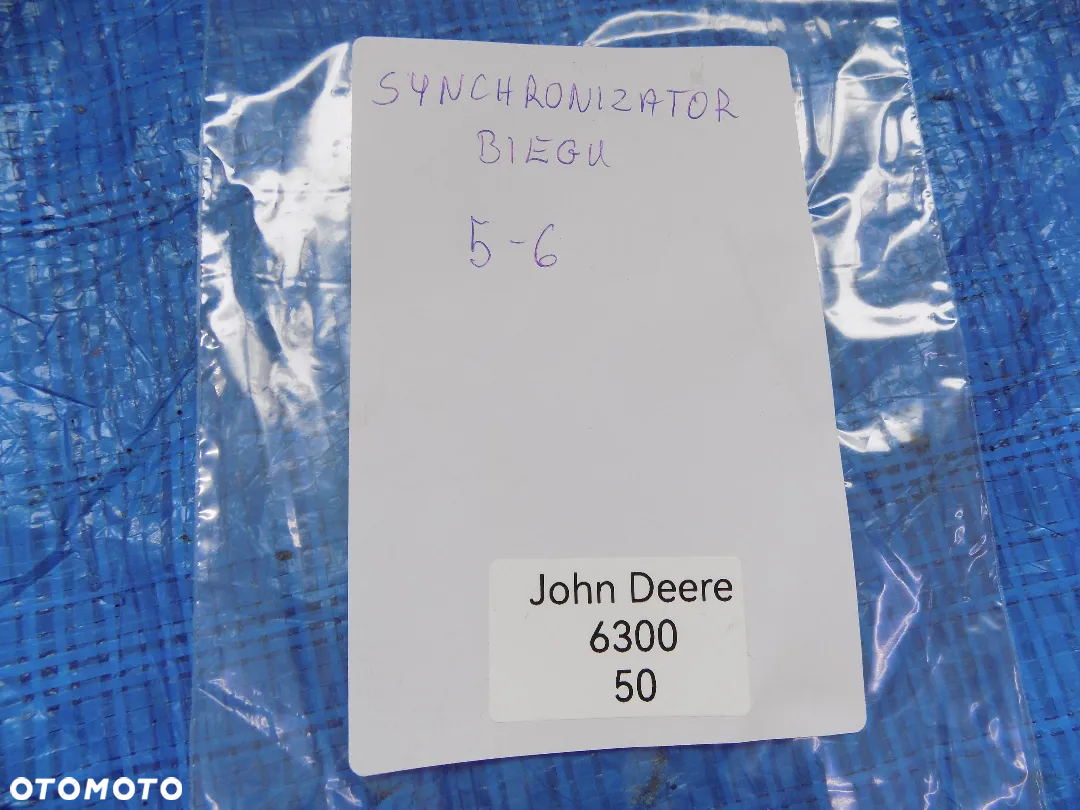 SYNCHRONIZATOR
BIEGU
5-6
John Deere
6300
50
OTOMOTO